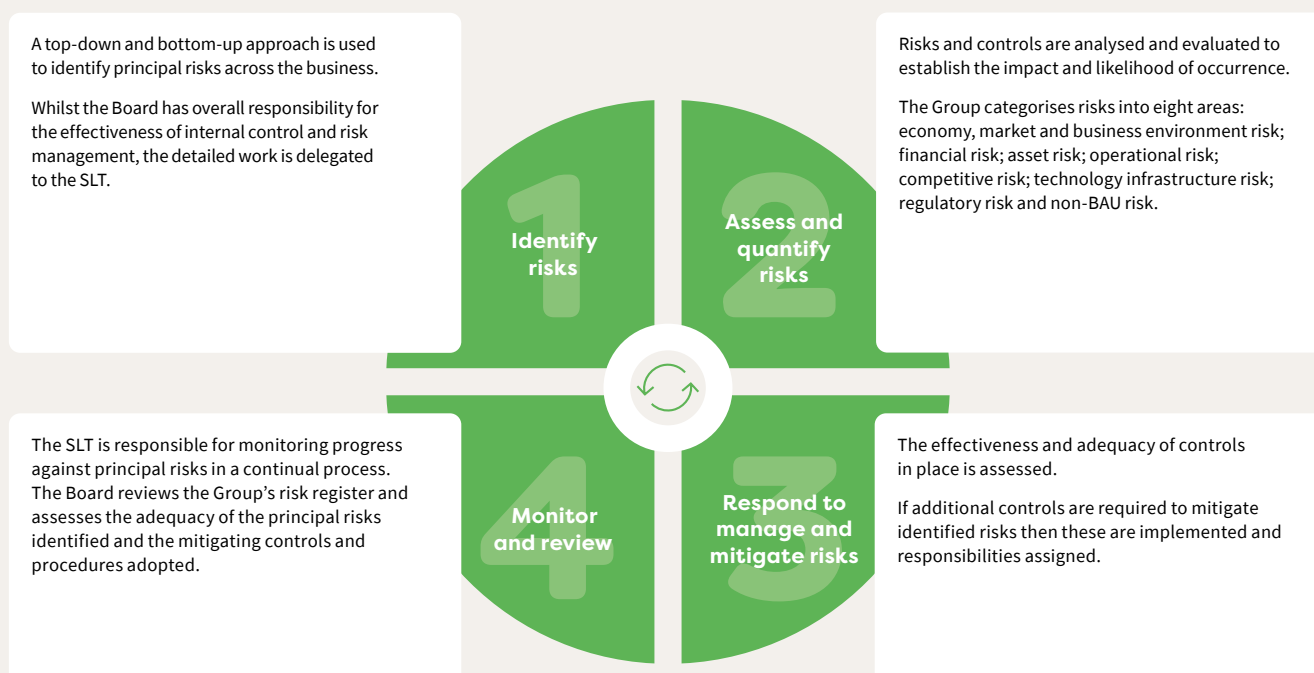 A top-down and bottom-up approach is used
to identify principal risks across the business.
Whilst the Board has overall responsibility for
the effectiveness of internal control and risk
management, the detailed work is delegated
to the SLT.
1
Identify
risks
2
Assess and
quantify
risks
Risks and controls are analysed and evaluated to
establish the impact and likelihood of occurrence.
The Group categorises risks into eight areas:
economy, market and business environment risk;
financial risk; asset risk; operational risk;
competitive risk; technology infrastructure risk;
regulatory risk and non-BAU risk.
3
Respond to
manage and
mitigate risks
The effectiveness and adequacy of controls
in place is assessed.
If additional controls are required to mitigate
identified risks then these are implemented and
responsibilities assigned.
4
Monitor
and review
The SLT is responsible for monitoring progress
against principal risks in a continual process.
The Board reviews the Group’s risk register and
assesses the adequacy of the principal risks
identified and the mitigating controls and
procedures adopted.